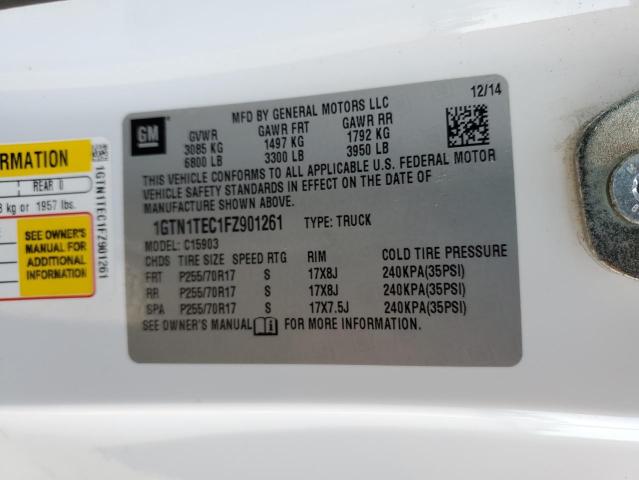 12/14
MFD BY GENERAL MOTORS LLC
GM
GVWR GAWR FRT GAWR RR
3085 KG 1497 KG 1792 KG
6800 LB 3300 LB 3950 LB
THIS VEHICLE CONFORMS TO ALL APPLICABLE U.S. FEDERAL MOTOR
VEHICLE SAFETY STANDARDS IN EFFECT ON THE DATE OF
MANUFACTURE SHOWN ABOVE.
1GTN1TEC1FZ901261 TYPE: TRUCK
MODEL: C15903
CHDS TIRE SIZE SPEED RTG RIM COLD TIRE PRESSURE
FRT P255/70R17 S 17X8J 240KPA(35PSI)
RR P255/70R17 S 17X8J 240KPA(35PSI)
SPA P255/70R17 S 17X7.5J 240KPA(35PSI)
SEE OWNER'S MANUAL FOR MORE INFORMATION.
REAR 0
kg or 1957 lbs.
SEE OWNER'S
MANUAL FOR
ADDITIONAL
INFORMATION
1GTN1TEC1FZ901261